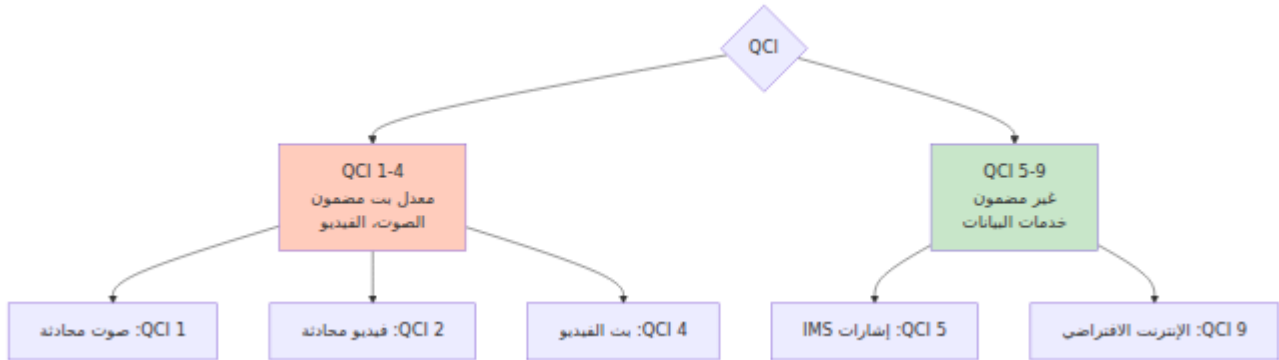 QCI
QCI 1-4
معدل بت مضمون
الصوت، الفيديو
QCI 5-9
غير مضمون
خدمات البيانات
QCI 1: صوت محادثة
QCI 2: فيديو محادثة
QCI 4: بث الفيديو
QCI 5: إشارات IMS
QCI 9: الإنترنت الافتراضي